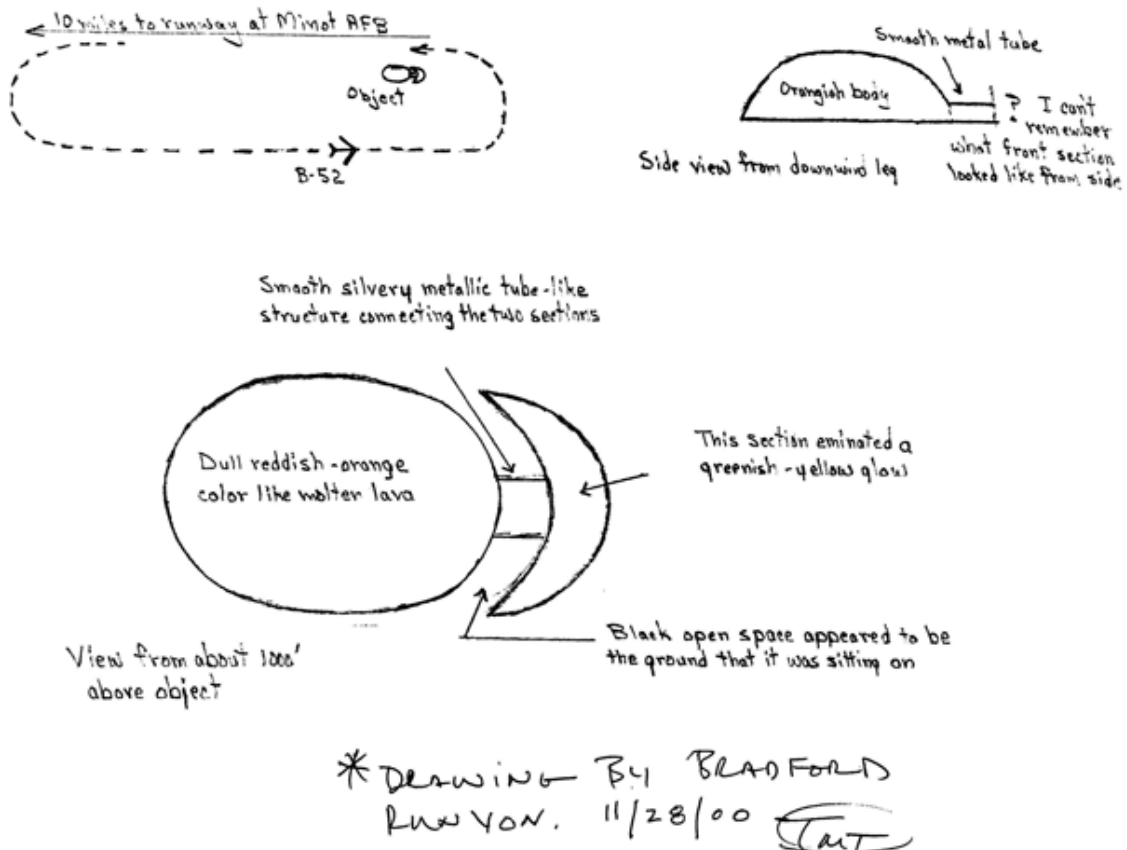 10 miles to runway at Minot AFB
Object
B-52
Smooth metal tube
Orangish body
? I can't
remember
what front section
looked like from side
Side view from downwind leg
Smooth silvery metallic tube-like
structure connecting the two sections
Dull reddish-orange
color like molter lava
This section eminated a
greenish-yellow glow
Black open space appeared to be
the ground that it was sitting on
View from about 1000'
above object
* DRAWING BY BRADFORD
RUNYON. 11/28/00